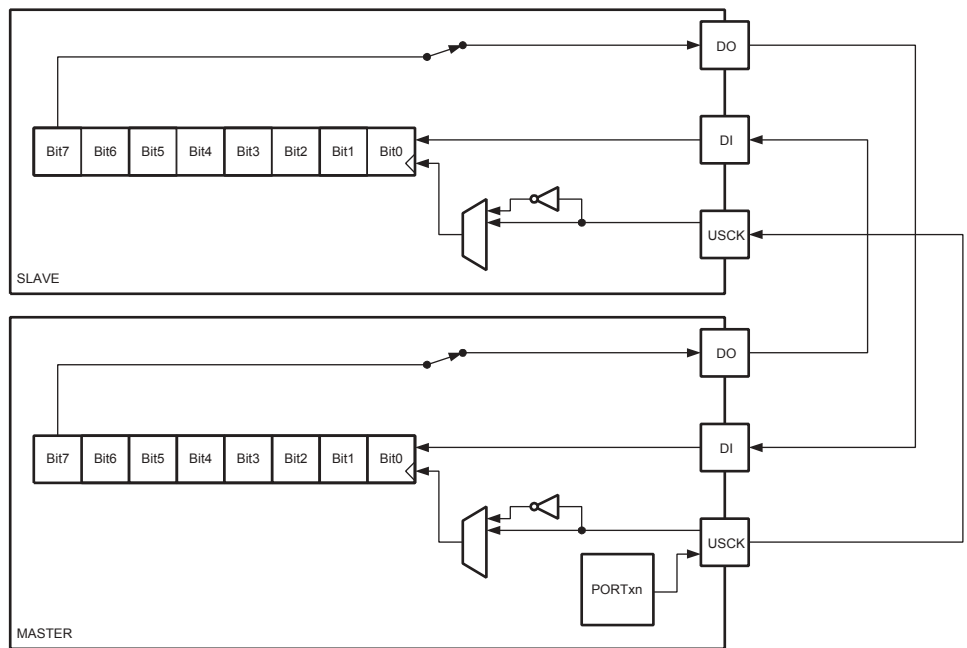 DO
Bit7 Bit6 Bit5 Bit4 Bit3 Bit2 Bit1 Bit0
DI
USCK
SLAVE
DO
Bit7 Bit6 Bit5 Bit4 Bit3 Bit2 Bit1 Bit0
DI
USCK
PORTxn
MASTER